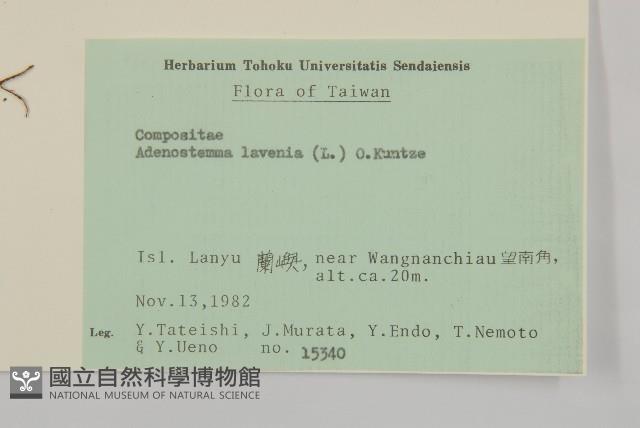 Herbarium Tohoku Universitatis Sendaiensis
Flora of Taiwan
Compositae
Adenostemma lavenia (L.) O.Kuntze
Isl. Lanyu 蘭嶼, near Wangnanchiau 望南角,
alt.ca.20m.
Nov.13,1982
Leg. Y.Tateishi, J.Murata, Y.Endo, T.Nemoto
& Y.Ueno no. 15340
國立自然科學博物館
NATIONAL MUSEUM OF NATURAL SCIENCE